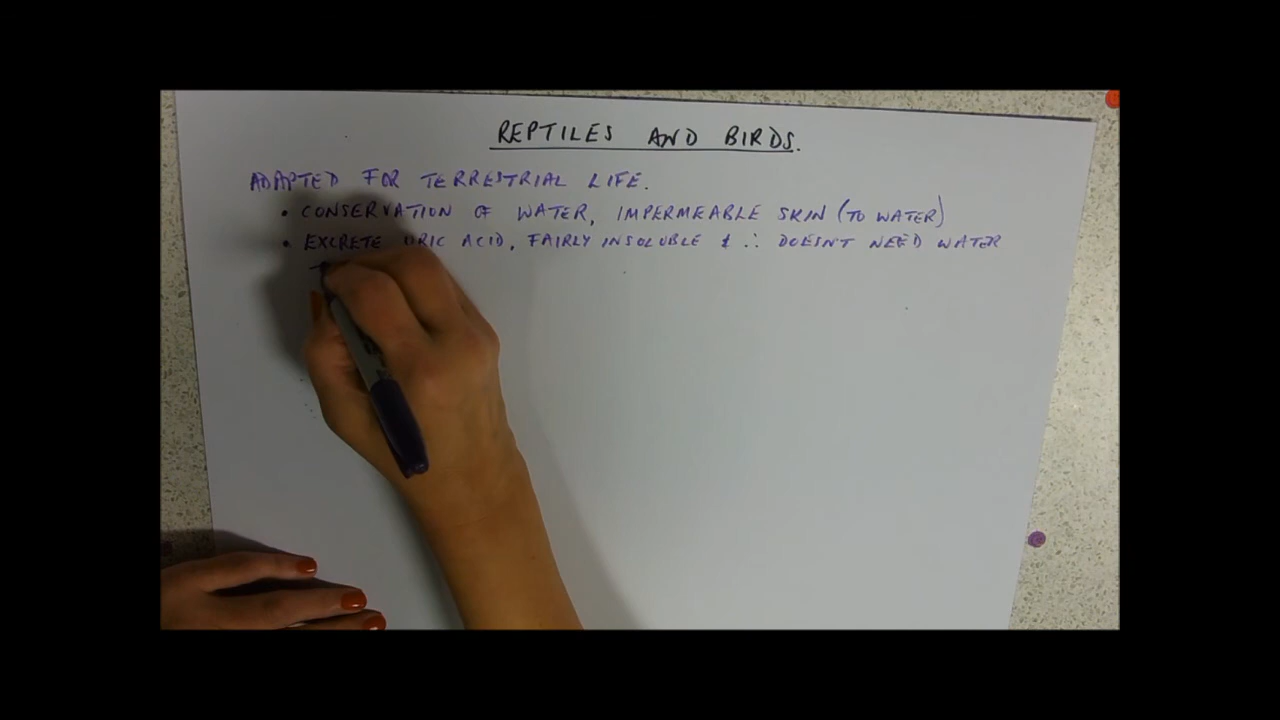 REPTILES AND BIRDS.
ADAPTED FOR TERRESTRIAL LIFE.
• CONSERVATION OF WATER, IMPERMEABLE SKIN (TO WATER)
• EXCRETE URIC ACID, FAIRLY INSOLUBLE & ∴ DOESN'T NEED WATER